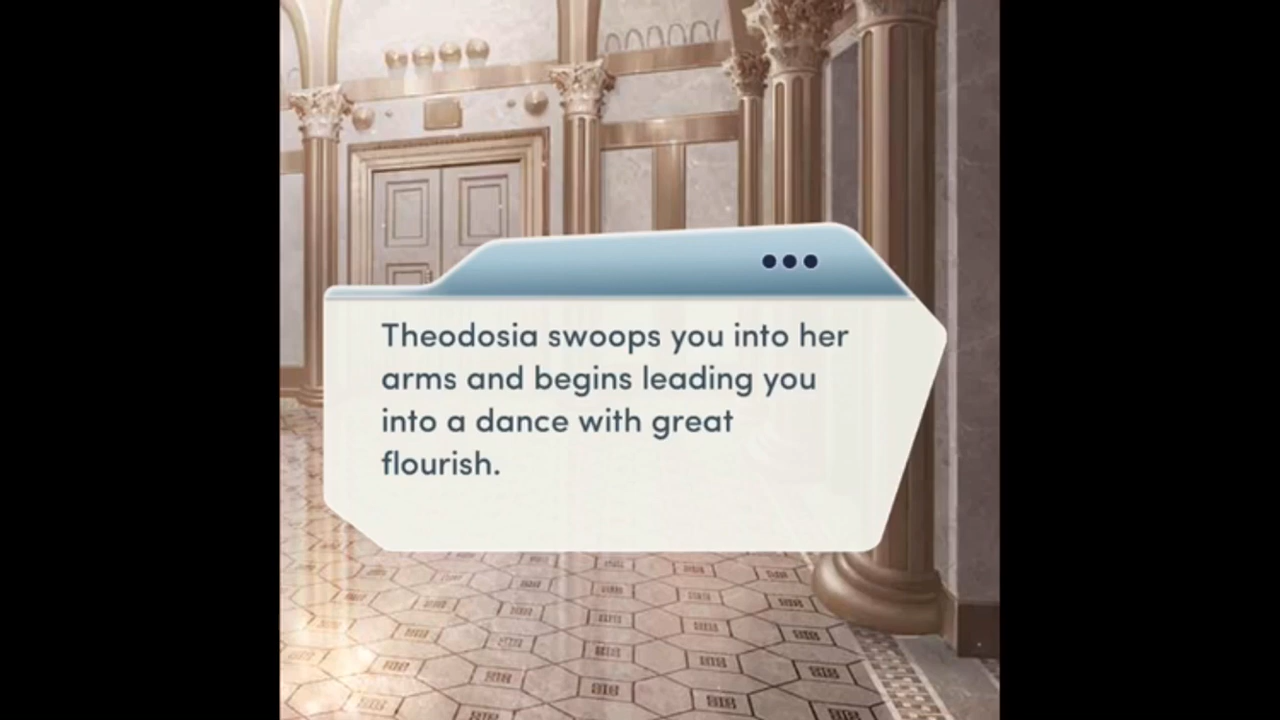 Theodosia swoops you into her
arms and begins leading you
into a dance with great
flourish.